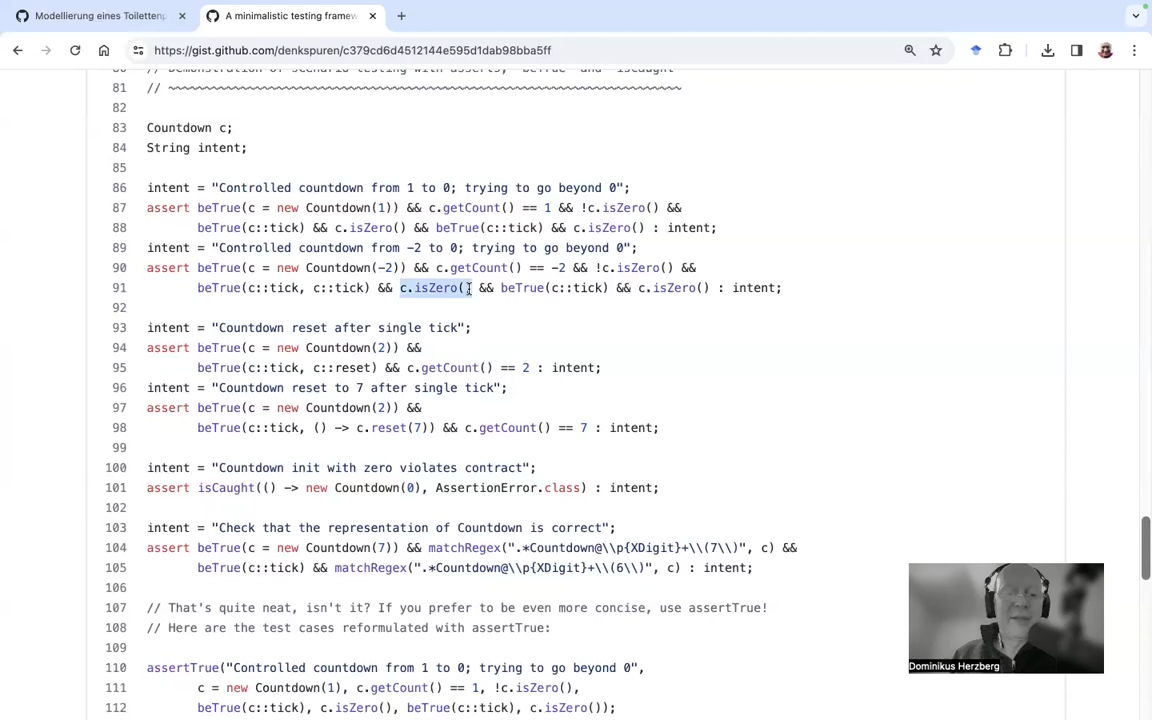 Modellierung eines Toilettenp
A minimalistic testing framew
https://gist.github.com/denkspuren/c379cd6d4512144e595d1dab98bba5ff
80 // Demonstration of scenario testing with asserts, `beTrue` and `isCaught`
81 // ~~~~~~~~~~~~~~~~~~~~~~~~~~~~~~~~~~~~~~~~~~~~~~~~~~~~~~~~~~~~~~~~~~~~~~~
82
83 Countdown c;
84 String intent;
85
86 intent = "Controlled countdown from 1 to 0; trying to go beyond 0";
87 assert beTrue(c = new Countdown(1)) && c.getCount() == 1 && !c.isZero() &&
88 beTrue(c::tick) && c.isZero() && beTrue(c::tick) && c.isZero() : intent;
89 intent = "Controlled countdown from -2 to 0; trying to go beyond 0";
90 assert beTrue(c = new Countdown(-2)) && c.getCount() == -2 && !c.isZero() &&
91 beTrue(c::tick, c::tick) && c.isZero() && beTrue(c::tick) && c.isZero() : intent;
92
93 intent = "Countdown reset after single tick";
94 assert beTrue(c = new Countdown(2)) &&
95 beTrue(c::tick, c::reset) && c.getCount() == 2 : intent;
96 intent = "Countdown reset to 7 after single tick";
97 assert beTrue(c = new Countdown(2)) &&
98 beTrue(c::tick, () -> c.reset(7)) && c.getCount() == 7 : intent;
99
100 intent = "Countdown init with zero violates contract";
101 assert isCaught(() -> new Countdown(0), AssertionError.class) : intent;
102
103 intent = "Check that the representation of Countdown is correct";
104 assert beTrue(c = new Countdown(7)) && matchRegex(".*Countdown@\\p{XDigit}+\\(7\\)", c) &&
105 beTrue(c::tick) && matchRegex(".*Countdown@\\p{XDigit}+\\(6\\)", c) : intent;
106
107 // That's quite neat, isn't it? If you prefer to be even more concise, use assertTrue!
108 // Here are the test cases reformulated with assertTrue:
109
110 assertTrue("Controlled countdown from 1 to 0; trying to go beyond 0",
111 c = new Countdown(1), c.getCount() == 1, !c.isZero(),
112 beTrue(c::tick), c.isZero(), beTrue(c::tick), c.isZero());
Dominikus Herzberg